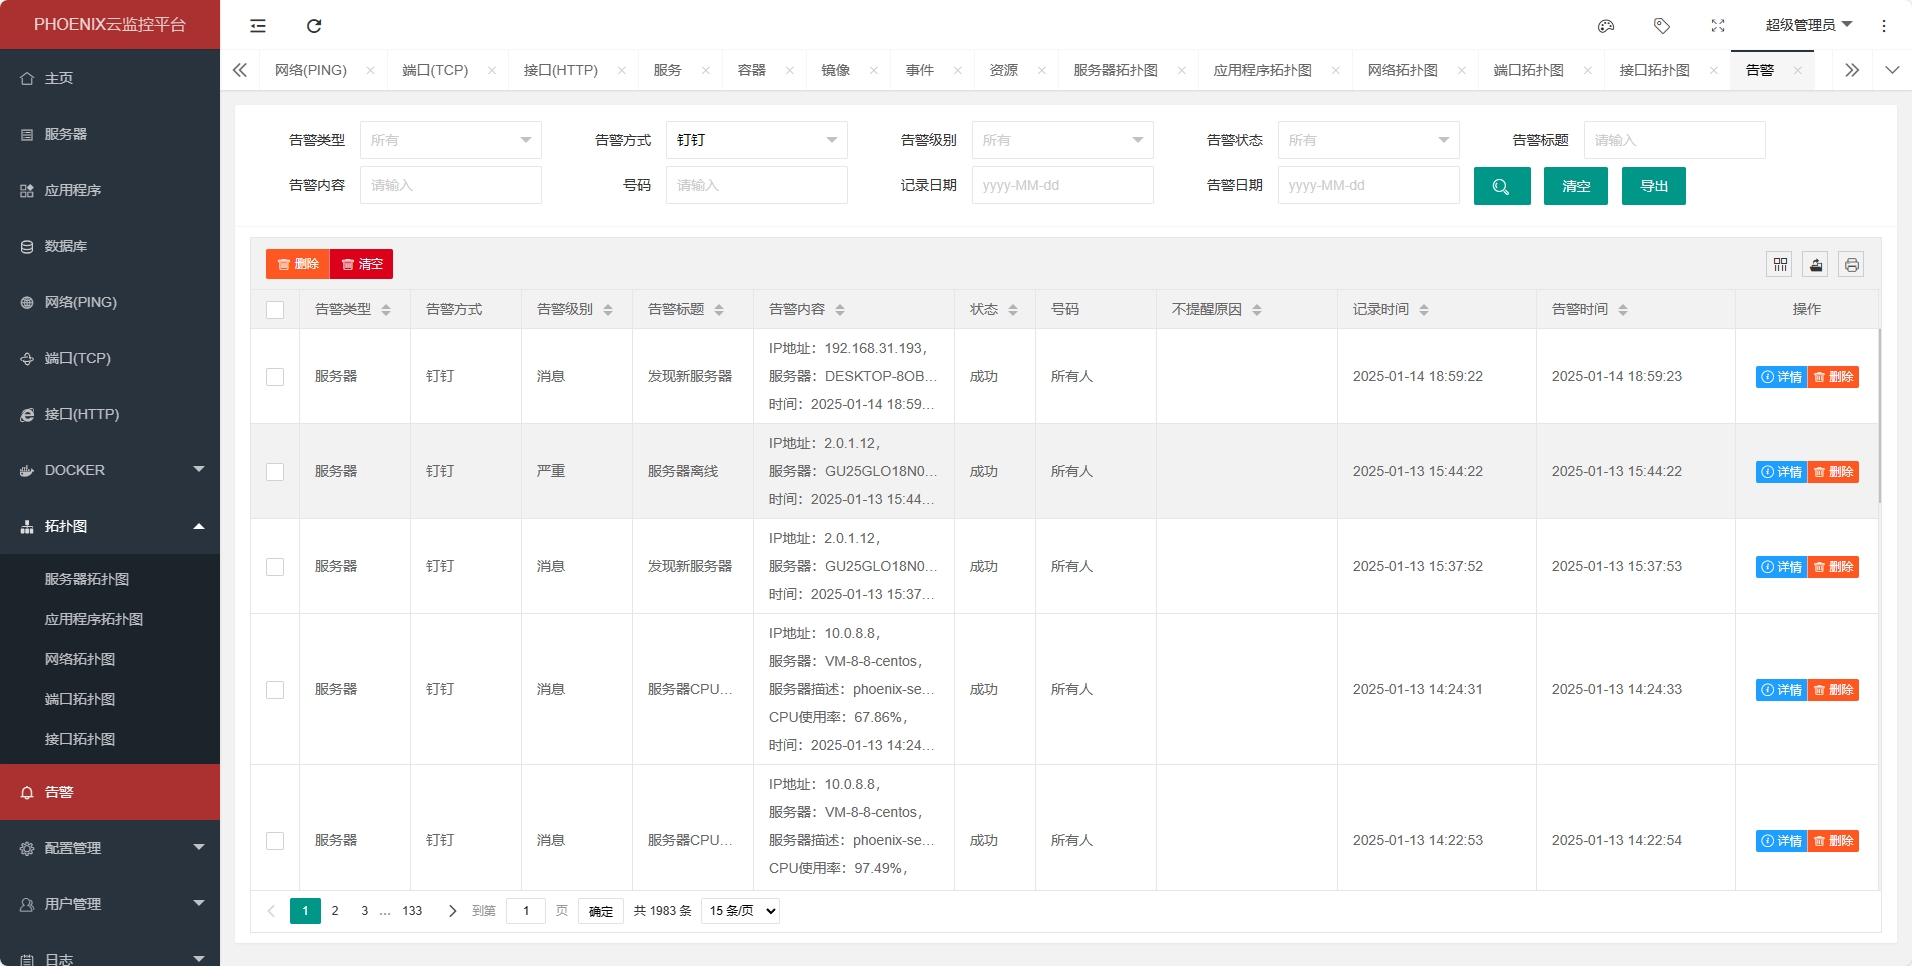 PHOENIX云监控平台
超级管理员
主页
服务器
应用程序
数据库
网络(PING)
端口(TCP)
接口(HTTP)
DOCKER
拓扑图
服务器拓扑图
应用程序拓扑图
网络拓扑图
端口拓扑图
接口拓扑图
告警
配置管理
用户管理
日志
网络(PING) 端口(TCP) 接口(HTTP) 服务 容器 镜像 事件 资源 服务器拓扑图 应用程序拓扑图 网络拓扑图 端口拓扑图 接口拓扑图 告警
告警类型 所有 告警方式 钉钉 告警级别 所有 告警状态 所有 告警标题 请输入
告警内容 请输入 号码 请输入 记录日期 yyyy-MM-dd 告警日期 yyyy-MM-dd 清空 导出
删除 清空
告警类型 告警方式 告警级别 告警标题 告警内容 状态 号码 不提醒原因 记录时间 告警时间 操作
IP地址：192.168.31.193，
服务器 钉钉 消息 发现新服务器 服务器：DESKTOP-8OB... 成功 所有人 2025-01-14 18:59:22 2025-01-14 18:59:23 详情 删除
时间：2025-01-14 18:59...
IP地址：2.0.1.12，
服务器 钉钉 严重 服务器离线 服务器：GU25GLO18N0... 成功 所有人 2025-01-13 15:44:22 2025-01-13 15:44:22 详情 删除
时间：2025-01-13 15:44...
IP地址：2.0.1.12，
服务器 钉钉 消息 发现新服务器 服务器：GU25GLO18N0... 成功 所有人 2025-01-13 15:37:52 2025-01-13 15:37:53 详情 删除
时间：2025-01-13 15:37...
IP地址：10.0.8.8，
服务器：VM-8-8-centos，
服务器 钉钉 消息 服务器CPU... 服务器描述：phoenix-se... 成功 所有人 2025-01-13 14:24:31 2025-01-13 14:24:33 详情 删除
CPU使用率：67.86%，
时间：2025-01-13 14:24...
IP地址：10.0.8.8，
服务器：VM-8-8-centos，
服务器 钉钉 消息 服务器CPU... 服务器描述：phoenix-se... 成功 所有人 2025-01-13 14:22:53 2025-01-13 14:22:54 详情 删除
CPU使用率：97.49%，
1 2 3 ... 133 到第 1 页 确定 共 1983 条 15 条/页